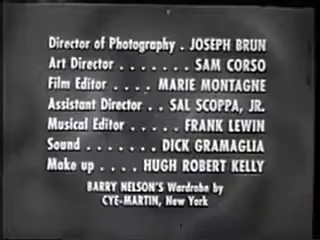 Director of Photography . JOSEPH BRUN
Art Director . . . . . . . SAM CORSO
Film Editor . . . . MARIE MONTAGNE
Assistant Director . . SAL SCOPPA, JR.
Musical Editor . . . . . FRANK LEWIN
Sound . . . . . . . DICK GRAMAGLIA
Make up . . . . HUGH ROBERT KELLY
BARRY NELSON'S Wardrobe by
CYE-MARTIN, New York